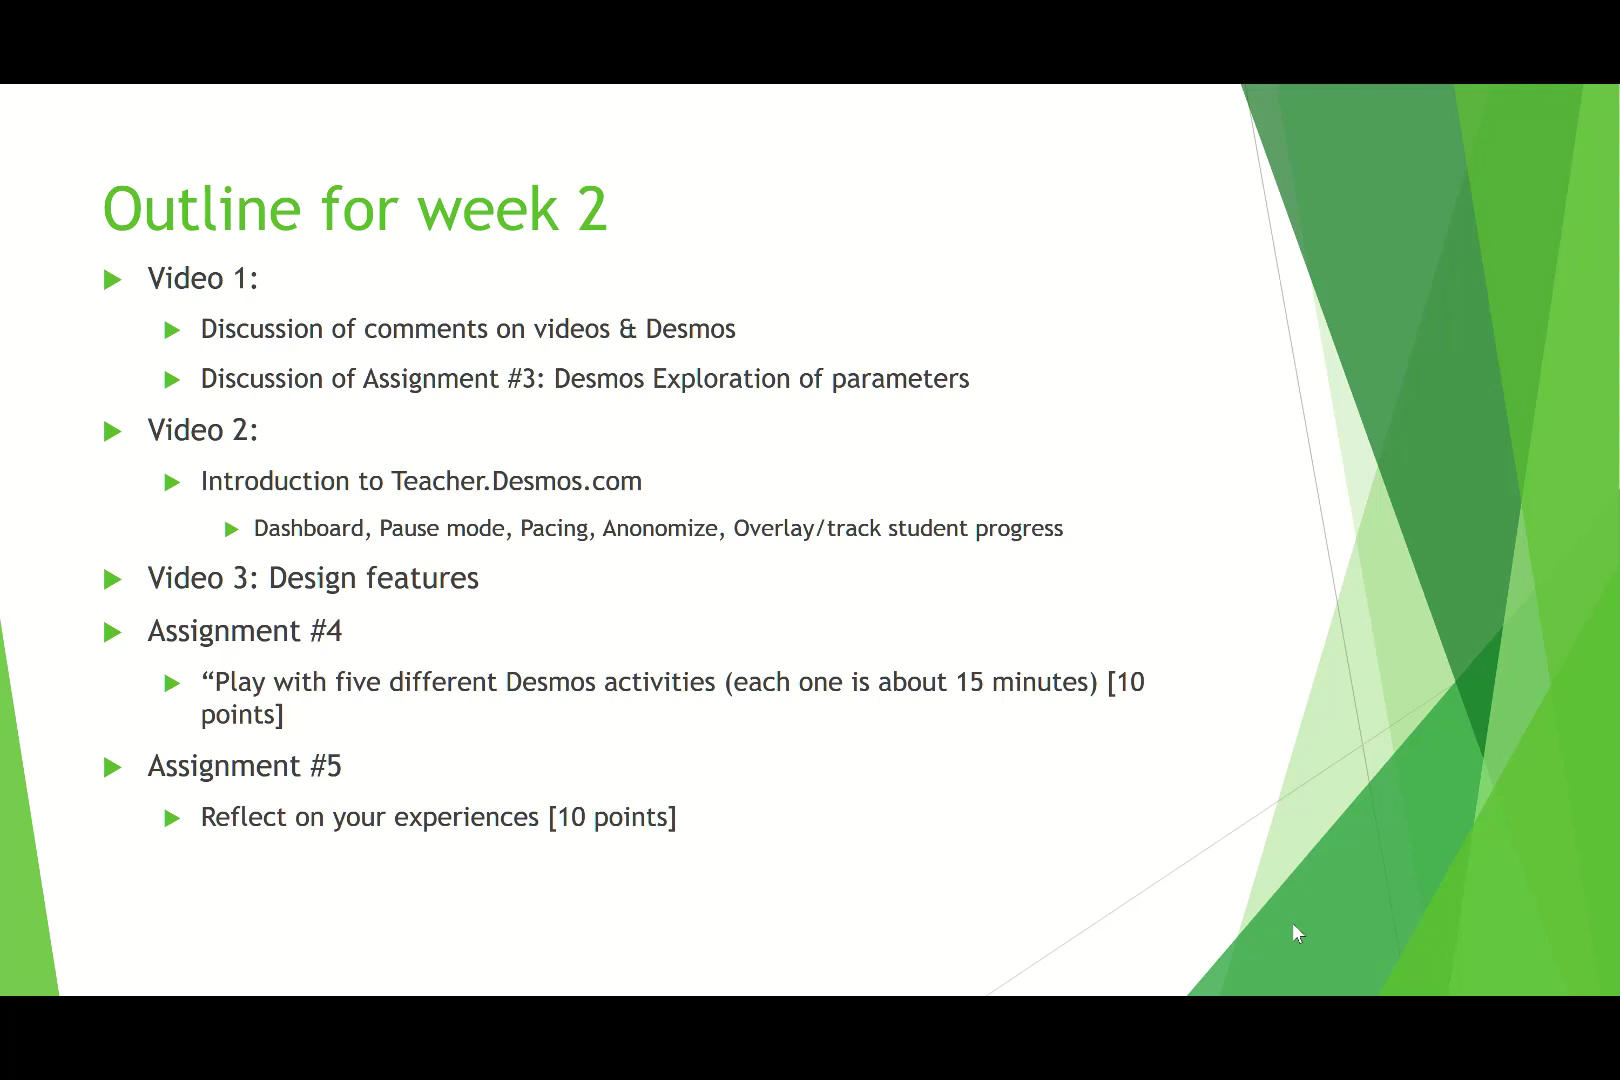 Outline for week 2
Video 1:
Discussion of comments on videos & Desmos
Discussion of Assignment #3: Desmos Exploration of parameters
Video 2:
Introduction to Teacher.Desmos.com
Dashboard, Pause mode, Pacing, Anonomize, Overlay/track student progress
Video 3: Design features
Assignment #4
“Play with five different Desmos activities (each one is about 15 minutes) [10
points]
Assignment #5
Reflect on your experiences [10 points]